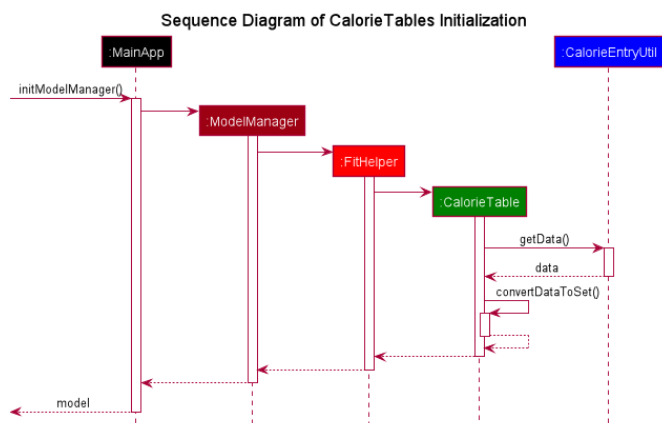 Sequence Diagram of CalorieTables Initialization
:MainApp
:CalorieEntryUtil
initModelManager()
:ModelManager
:FitHelper
:CalorieTable
getData()
data
convertDataToSet()
model